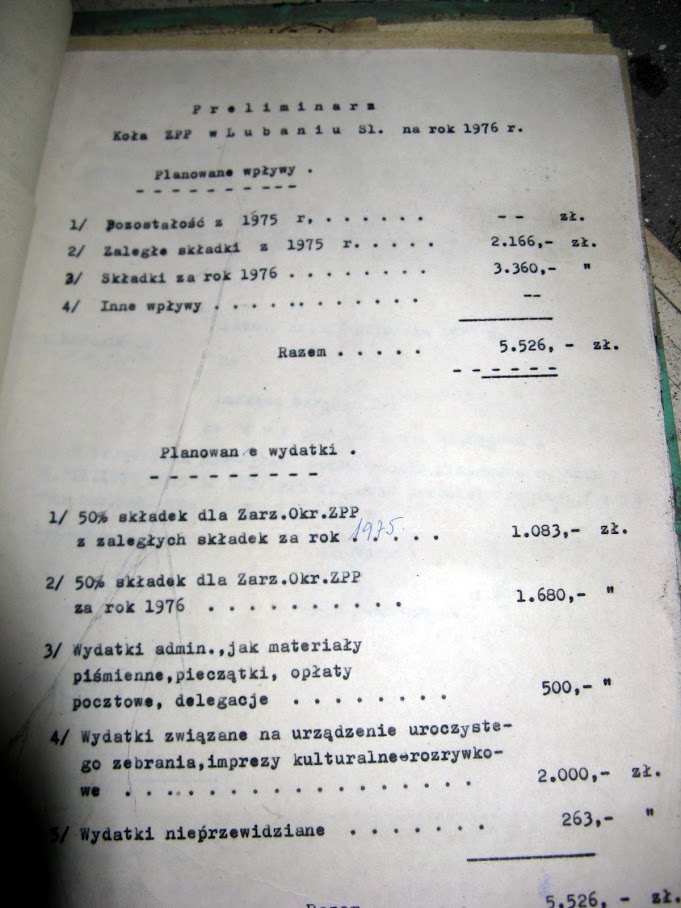 Preliminarz
Koła ZPP w Lubaniu Sl. na rok 1976 r.
Planowane wpływy .
- - - - - - - - - -
1/ Pozostałość z 1975 r. . . . . . . -- zł.
2/ Zaległe składki z 1975 r. . . . . . 2.166,- zł.
3/ Składki za rok 1976 . . . . . . . . 3.360,- "
4/ Inne wpływy . . . . . . . . . . . --
Razem . . . . . 5.526, - zł.
- - - - - -
Planowan e wydatki .
- - - - - - - - - -
1/ 50% składek dla Zarz.Okr.ZPP
z zaległych składek za rok 1975. . . . 1.083,- zł.
2/ 50% składek dla Zarz.Okr.ZPP
za rok 1976 . . . . . . . . . 1.680,- "
3/ Wydatki admin.,jak materiały
piśmienne,pieczątki, opłaty
pocztowe, delegacje . . . . . . . . 500,- "
4/ Wydatki związane na urządzenie uroczyste-
go zebrania,imprezy kulturalne-rozrywko-
we . . . . . . . . . . . . . . . . . 2.000,- zł.
5/ Wydatki nieprzewidziane . . . . . . . 263,- "
Razem 5.526, - zł.